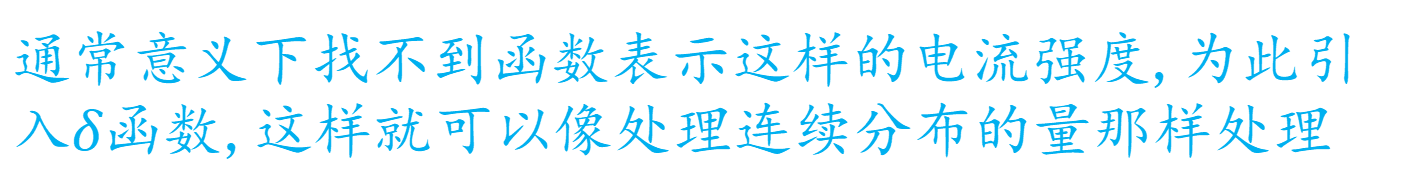 通常意义下找不到函数表示这样的电流强度, 为此引
入δ函数, 这样就可以像处理连续分布的量那样处理